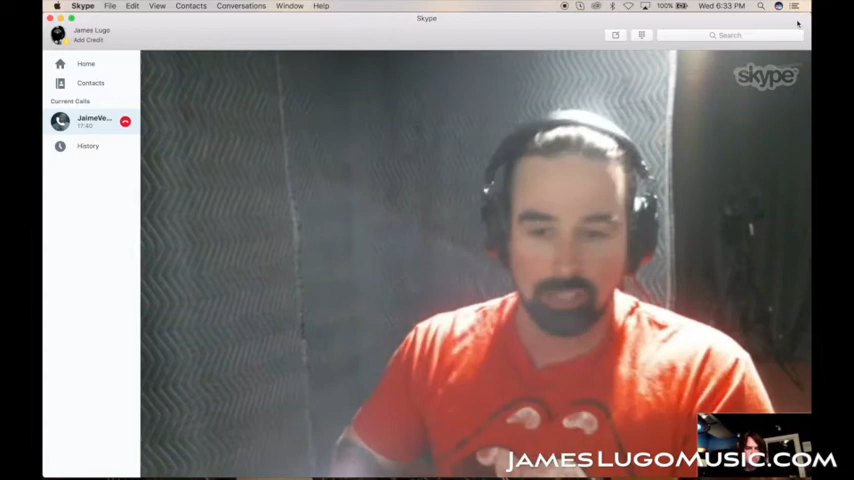 Skype File Edit View Contacts Conversations Window Help 100% Wed 6:33 PM
Skype
James Lugo
Add Credit
Search
Home
Contacts
Current Calls
JaimeVe...
17:40
History
skype
JamesLugoMusic.com